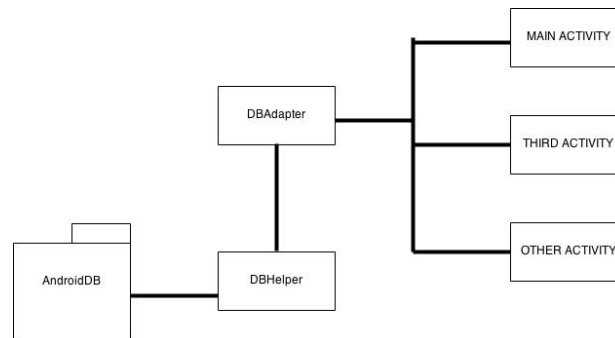 MAIN ACTIVITY
DBAdapter
THIRD ACTIVITY
OTHER ACTIVITY
AndroidDB
DBHelper